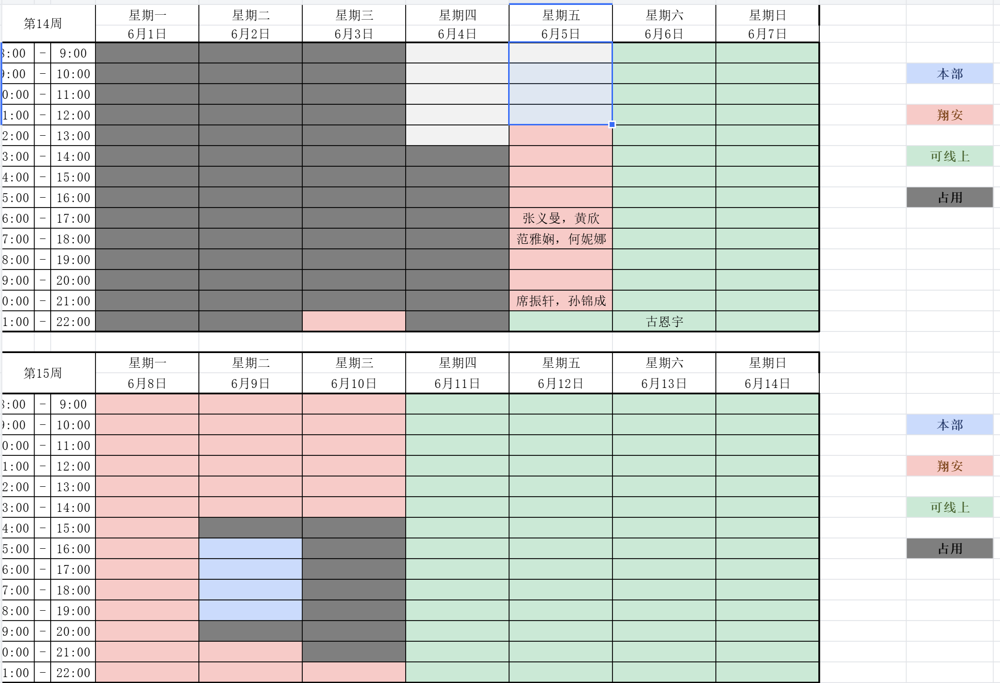 第14周 星期一 星期二 星期三 星期四 星期五 星期六 星期日
6月1日 6月2日 6月3日 6月4日 6月5日 6月6日 6月7日
:00 - 9:00
:00 - 10:00 本部
0:00 - 11:00
1:00 - 12:00 翔安
2:00 - 13:00
3:00 - 14:00 可线上
4:00 - 15:00
5:00 - 16:00 占用
6:00 - 17:00 张义曼，黄欣
7:00 - 18:00 范雅娴，何妮娜
8:00 - 19:00
9:00 - 20:00
0:00 - 21:00 席振轩，孙锦成
1:00 - 22:00 古恩宇
第15周 星期一 星期二 星期三 星期四 星期五 星期六 星期日
6月8日 6月9日 6月10日 6月11日 6月12日 6月13日 6月14日
:00 - 9:00
:00 - 10:00 本部
0:00 - 11:00
1:00 - 12:00 翔安
2:00 - 13:00
3:00 - 14:00 可线上
4:00 - 15:00
5:00 - 16:00 占用
6:00 - 17:00
7:00 - 18:00
8:00 - 19:00
9:00 - 20:00
0:00 - 21:00
1:00 - 22:00